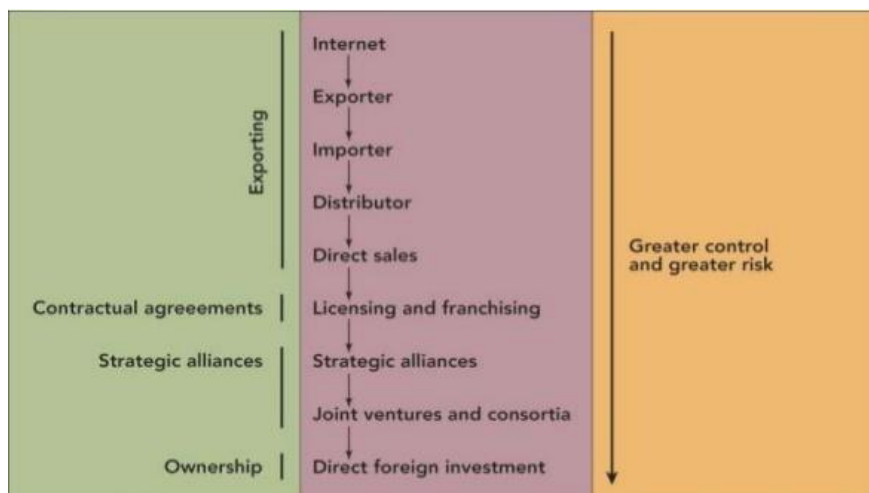 Exporting
Internet
Exporter
Importer
Distributor
Direct sales
Contractual agreeements
Licensing and franchising
Strategic alliances
Strategic alliances
Joint ventures and consortia
Ownership
Direct foreign investment
Greater control
and greater risk